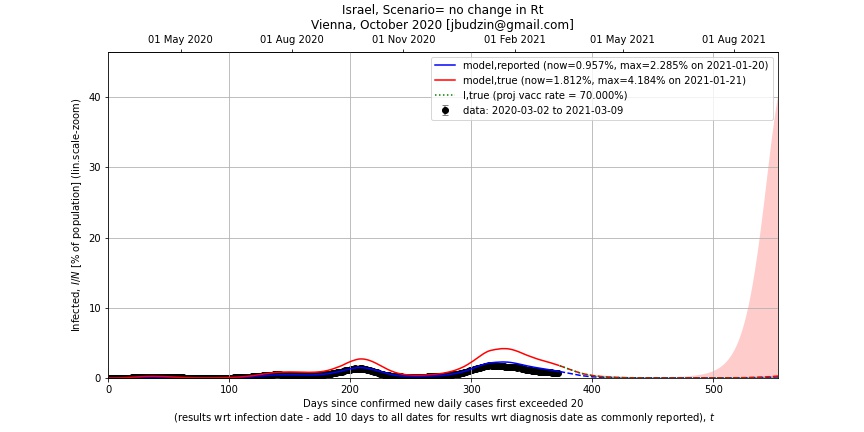 Israel, Scenario= no change in Rt
Vienna, October 2020 [jbudzin@gmail.com]
01 May 2020 01 Aug 2020 01 Nov 2020 01 Feb 2021 01 May 2021 01 Aug 2021
model,reported (now=0.957%, max=2.285% on 2021-01-20)
model,true (now=1.812%, max=4.184% on 2021-01-21)
I,true (proj vacc rate = 70.000%)
data: 2020-03-02 to 2021-03-09
Infected, I/N [% of population] (lin.scale-zoom)
40
30
20
10
0
0 100 200 300 400 500
Days since confirmed new daily cases exceeded 20
(results wrt infection date - add 10 days to all dates for results wrt diagnosis date as commonly reported), t